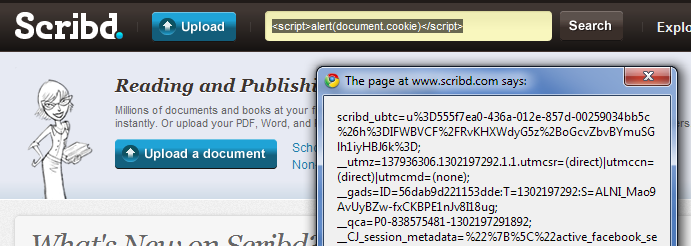 Scribd. Upload <script>alert(document.cookie)</script> Search Explo
Reading and Publishi
The page at www.scribd.com says:
Millions of documents and books at your f
instantly. Or upload your PDF, Word, and
Upload a document
Scho
Non
scribd_ubtc=u%3D555f7ea0-436a-012e-857d-00259034bb5c
%26h%3DIFWBVCF%2FRvKHXWdyG5z%2BoGcvZbvBYmuSG
Ih1iyHBJ6k%3D;
__utmz=137936306.1302197292.1.1.utmcsr=(direct)|utmccn=
(direct)|utmcmd=(none);
__gads=ID=56dab9d221153dde:T=1302197292:S=ALNI_Mao9
AvUyBZw-fxCKBPE1nJv8I18ug;
__qca=P0-838575481-1302197291892;
__CJ_session_metadata=%22%7B%5C%22active_facebook_se
What's New on Scribd?